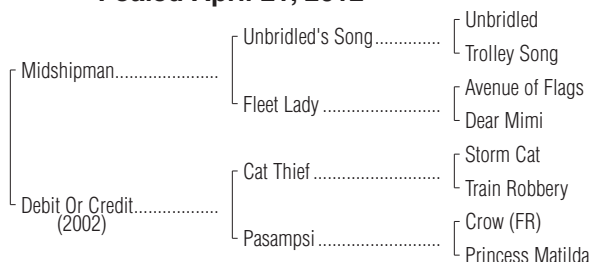 Foaled April 2012
Unbridled
Unbridled's Song..............
Trolley Song
Midshipman......................
Avenue of Flags
Fleet Lady .........................
Dear Mimi
Storm Cat
Cat Thief ...........................
Train Robbery
Debit Or Credit..................
(2002)
Crow (FR)
Pasampsi ..........................
Princess Matilda